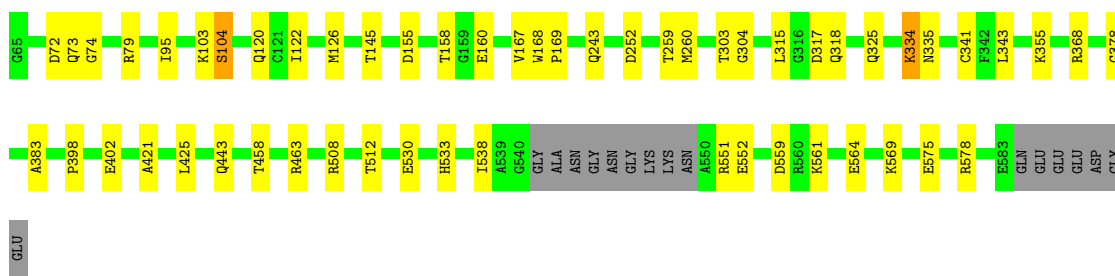 G65 D72 Q73 G74 R79 I95 K103 S104 Q120 C121 I122 M126 T145 D155 T158 G159 E160 V167 W168 P169 Q243 D252 T259 M260 T303 G304 L315 G316 D317 Q318 Q325 K334 N335 C341 F342 L343 K355 R368 G378
A383 P398 E402 A421 L425 Q443 T458 R463 R508 T512 E530 H533 I538 A539 G540 GLY ALA ASN GLY ASN GLY LYS LYS ASN A550 R551 E552 D559 R560 K561 E564 K569 E575 R578 E583 GLN GLU GLU GLU ASP GLY
GLU